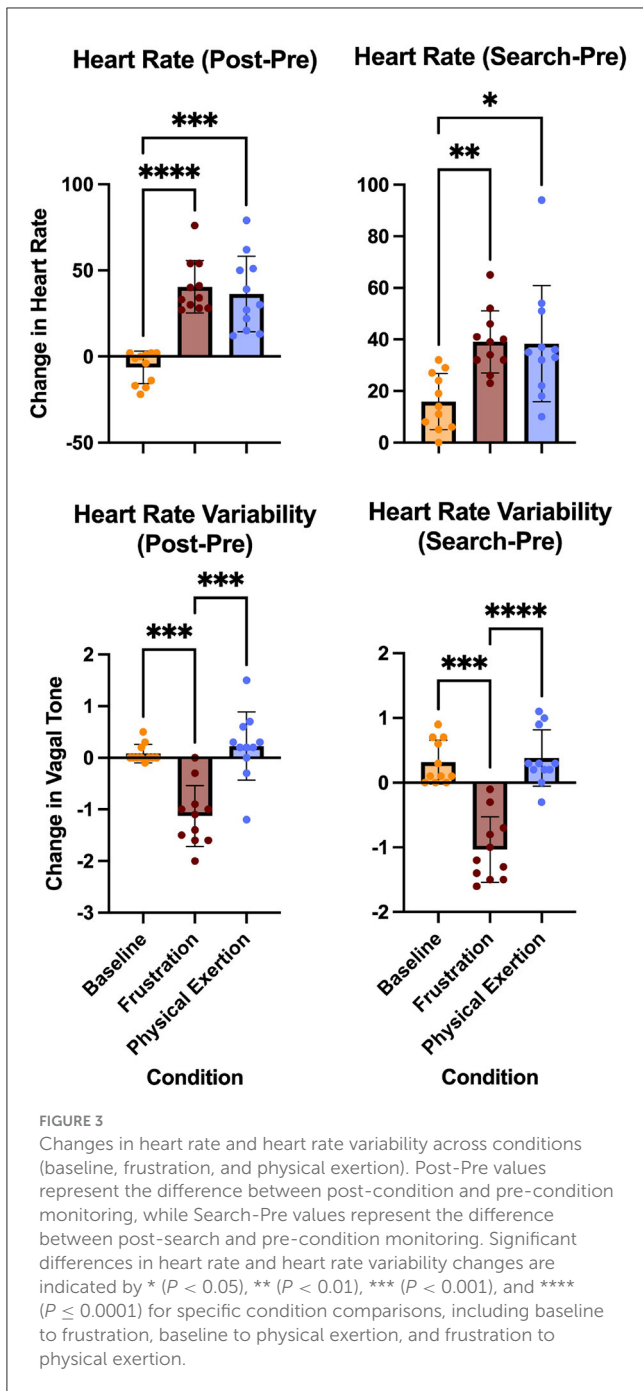 Heart Rate (Post-Pre)
Heart Rate (Search-Pre)
***
****
*
**
Change in Heart Rate
100
50
0
-50
100
80
60
40
20
0
Heart Rate Variability
(Post-Pre)
Heart Rate Variability
(Search-Pre)
***
***
****
***
Change in Vagal Tone
2
1
0
-1
-2
-3
2
1
0
-1
-2
Baseline
Frustration
Physical Exertion
Condition
Baseline
Frustration
Physical Exertion
Condition
FIGURE 3
Changes in heart rate and heart rate variability across conditions
(baseline, frustration, and physical exertion). Post-Pre values
represent the difference between post-condition and pre-condition
monitoring, while Search-Pre values represent the difference
between post-search and pre-condition monitoring. Significant
differences in heart rate and heart rate variability changes are
indicated by * (P < 0.05), ** (P < 0.01), *** (P < 0.001), and ****
(P ≤ 0.0001) for specific condition comparisons, including baseline
to frustration, baseline to physical exertion, and frustration to
physical exertion.